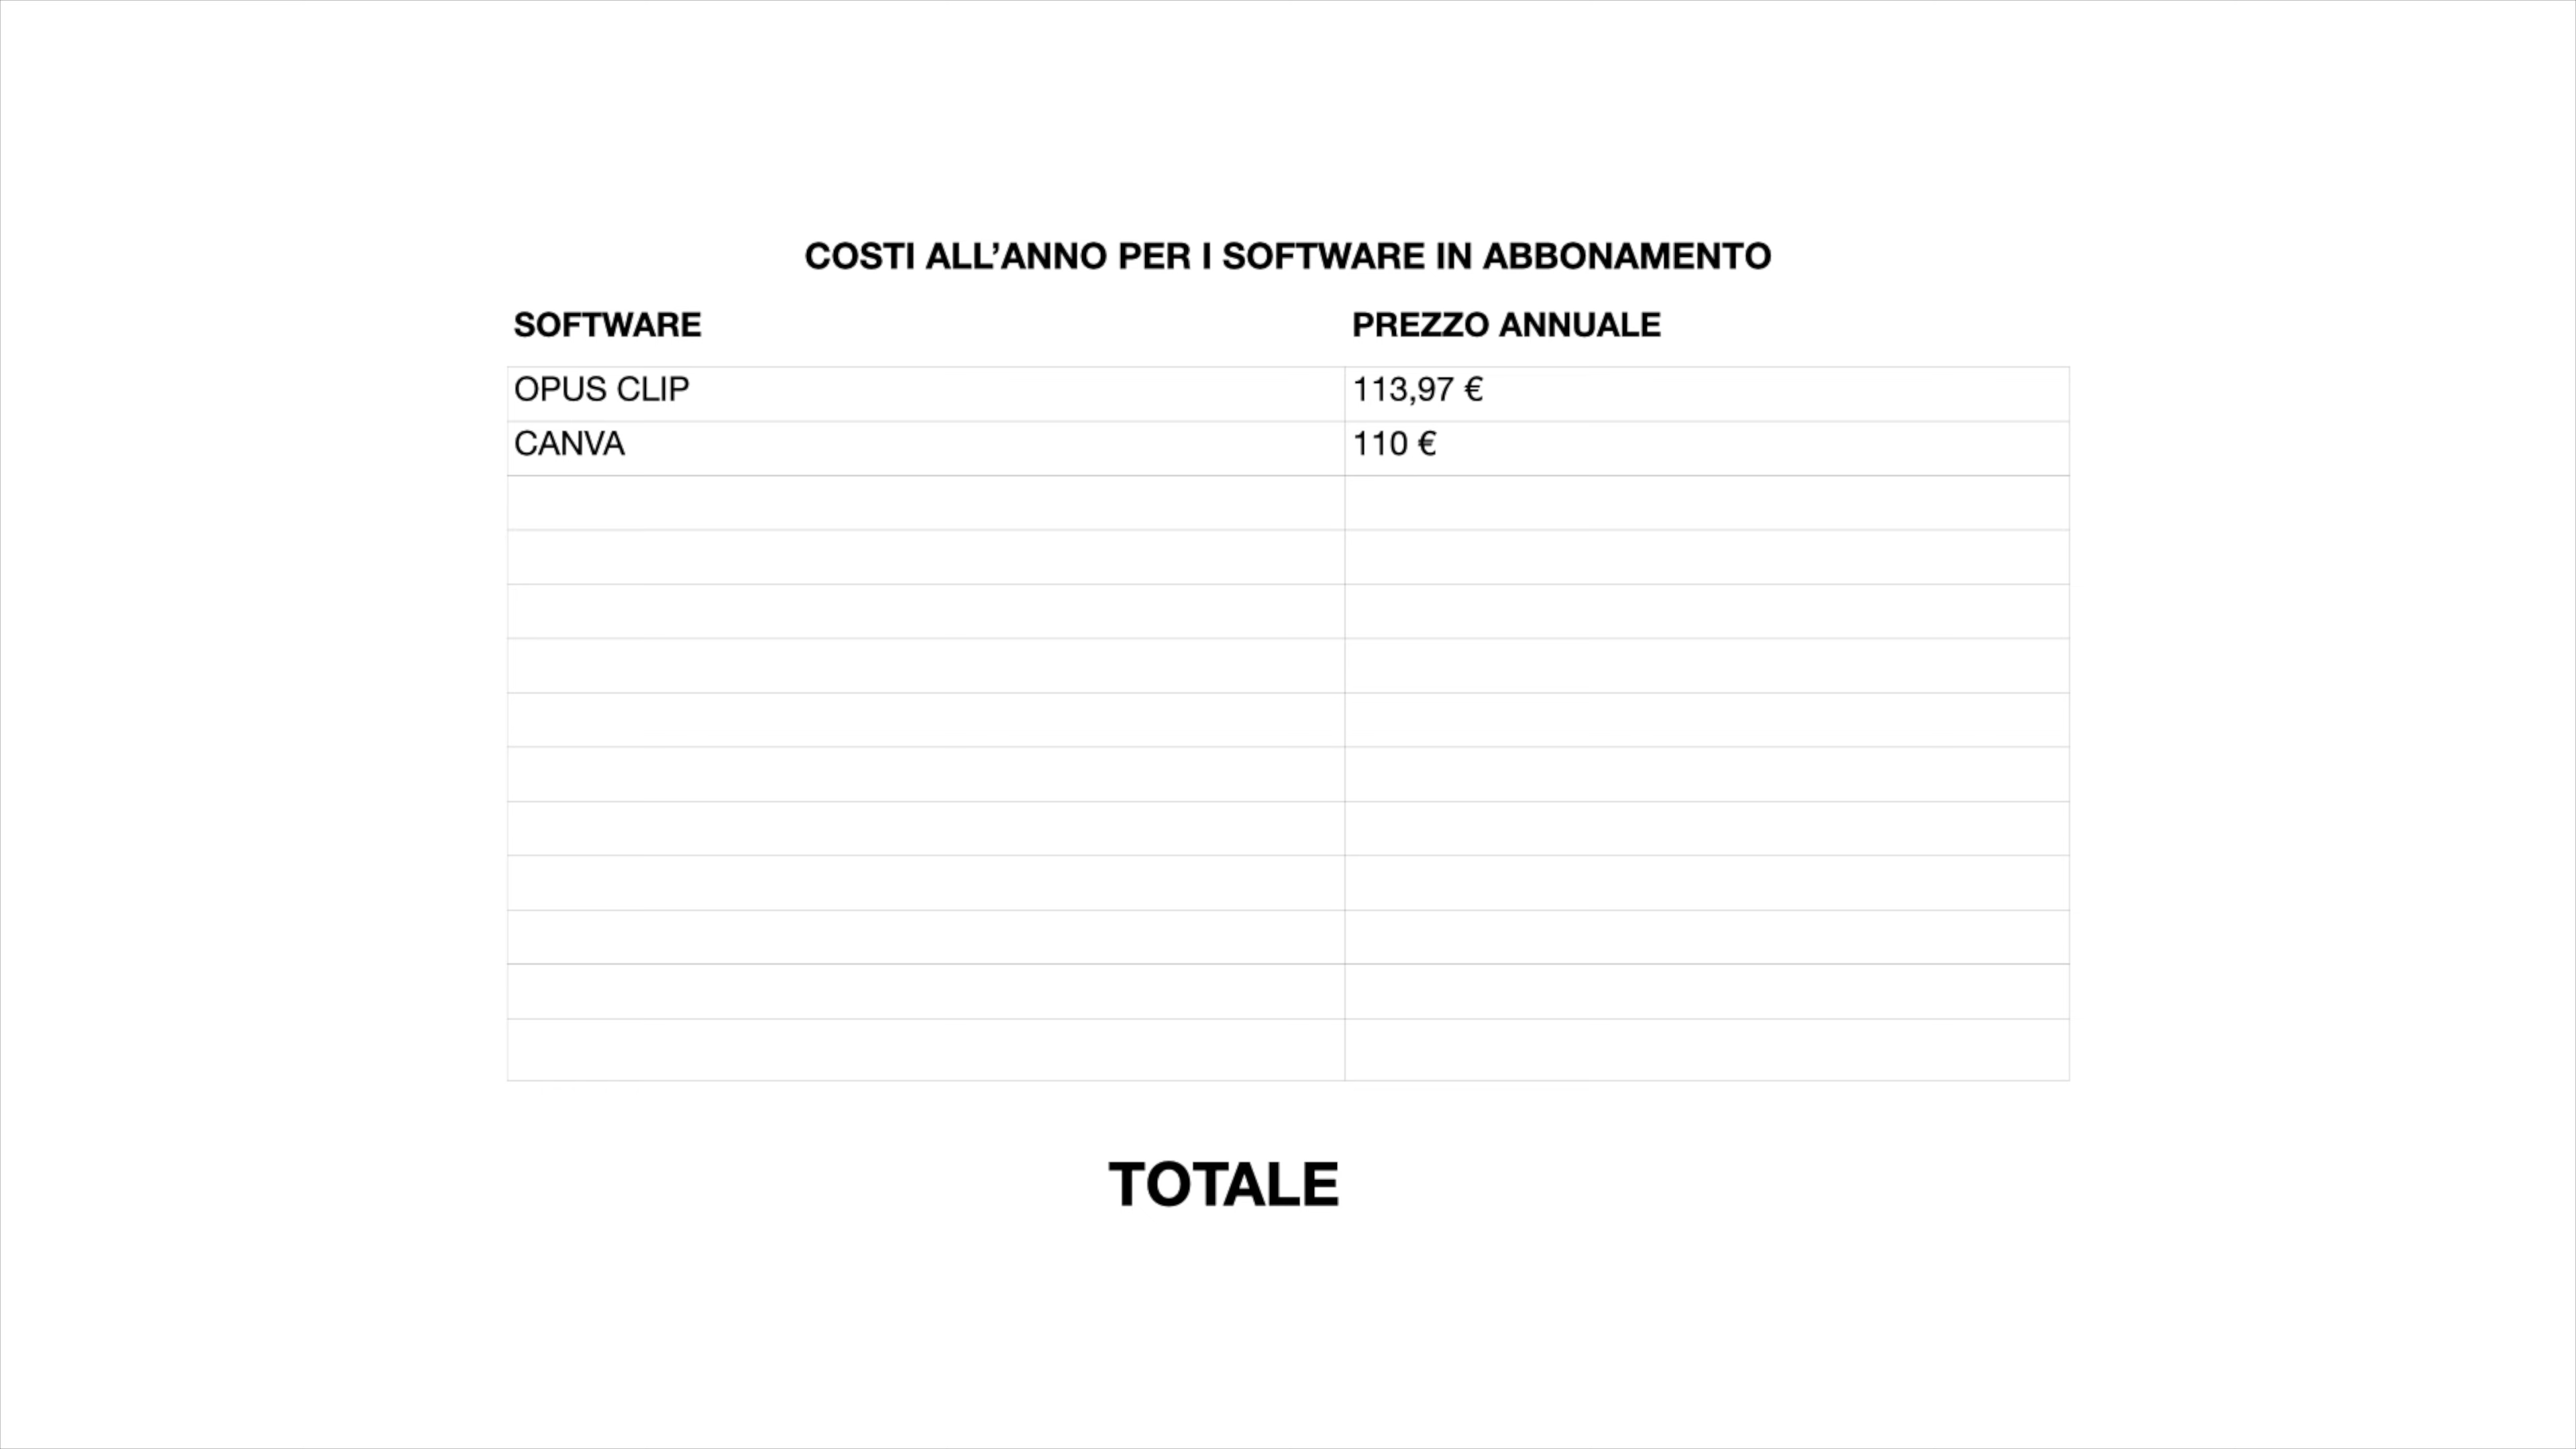 COSTI ALL’ANNO PER I SOFTWARE IN ABBONAMENTO
SOFTWARE PREZZO ANNUALE
OPUS CLIP 113,97 €
CANVA 110 €
TOTALE